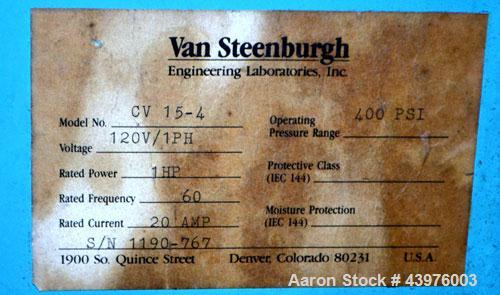 Van Steenburgh
Engineering Laboratories, Inc.
Model No. CV 15-4
Voltage 120V/1PH
Rated Power 1HP
Rated Frequency 60
Rated Current 20 AMP
Operating
Pressure Range 400 PSI
Protective Class
(IEC 144)
Moisture Protection
(IEC 144)
S/N 1190-767
1900 So. Quince Street Denver, Colorado 80231 U.S.A.
Aaron Stock # 43976003